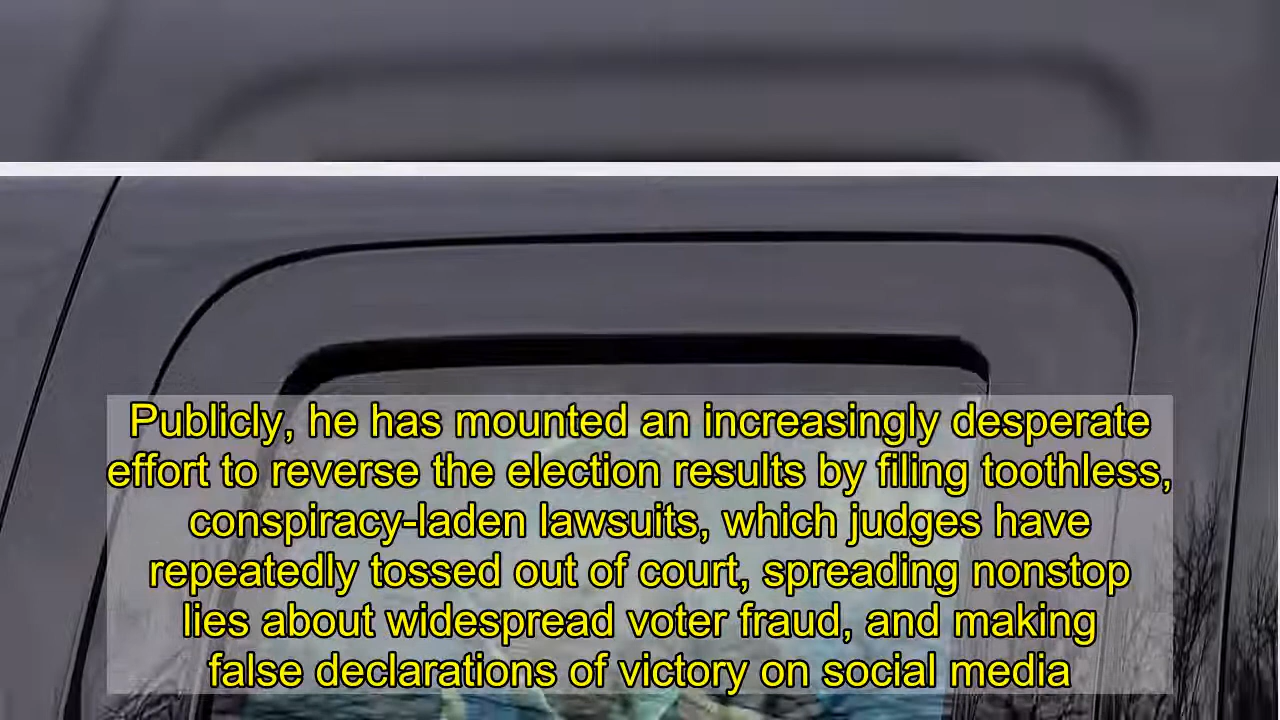 Publicly, he has mounted an increasingly desperate
effort to reverse the election results by filing toothless,
conspiracy-laden lawsuits, which judges have
repeatedly tossed out of court, spreading nonstop
lies about widespread voter fraud, and making
false declarations of victory on social media